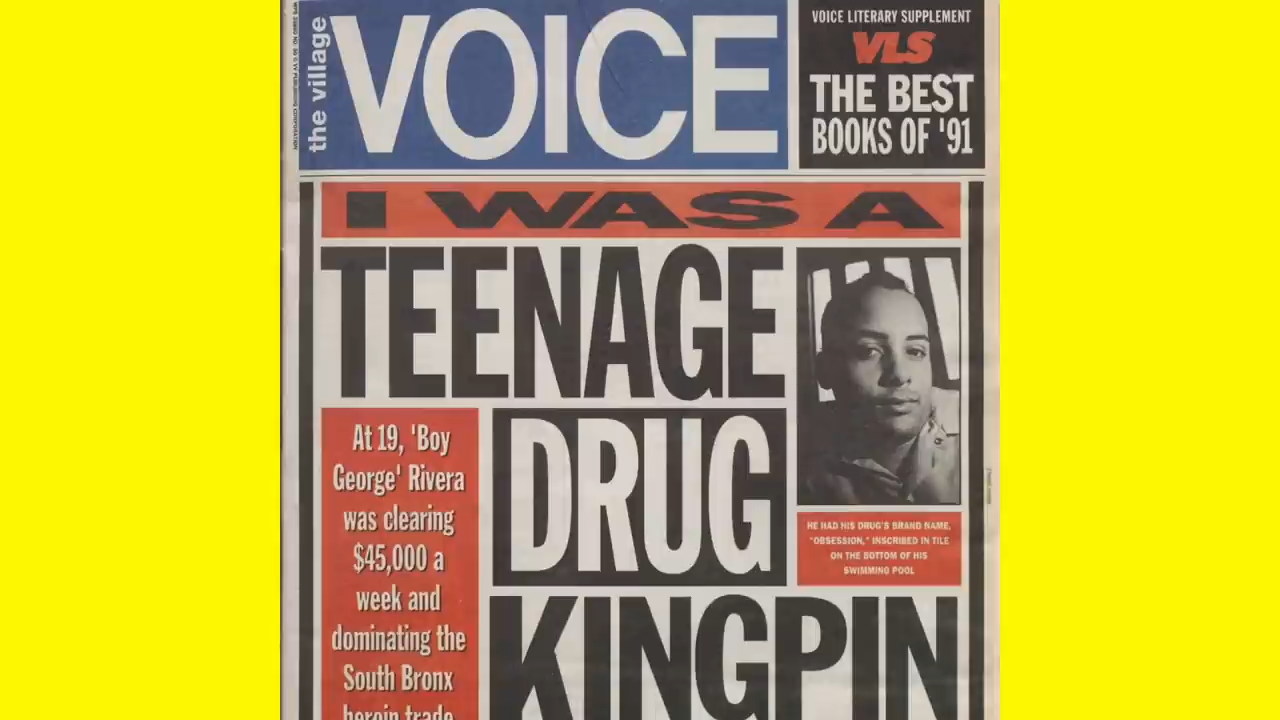 the village
VOICE
VOICE LITERARY SUPPLEMENT
VLS
THE BEST
BOOKS OF '91
I WAS A
TEENAGE
DRUG
KINGPIN
At 19, 'Boy
George' Rivera
was clearing
$45,000 a
week and
dominating the
South Bronx
heroin trade
HE HAD HIS DRUG'S BRAND NAME,
"OBSESSION," INSCRIBED IN TILE
ON THE BOTTOM OF HIS
SWIMMING POOL